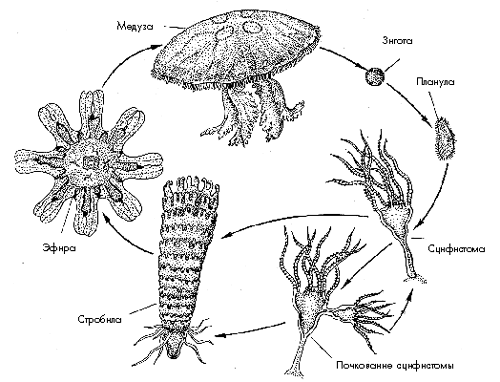 Медуза
Зигота
Планула
Эфира
Сцифистома
Стробила
Почкование сцифистомы